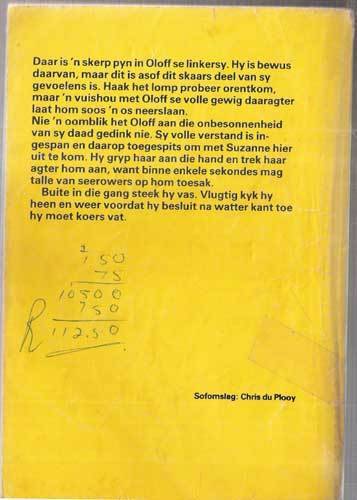 Daar is 'n skerp pyn in Oloff se linkersy. Hy is bewus
daarvan, maar dit is asof dit skaars deel van sy
gevoelens is. Haak het lomp probeer orentkom,
maar 'n vuishou met Oloff se volle gewig daaragter
laat hom soos 'n os neerslaan.
Nie 'n oomblik het Oloff aan die onbesonnenheid
van sy daad gedink nie. Sy volle verstand is in-
gespan en daarop toegespits om met Suzanne hier
uit te kom. Hy gryp haar aan die hand en trek haar
agter hom aan, want binne enkele sekondes mag
talle van seerowers op hom toesak.
Buite in die gang steek hy vas. Vlugtig kyk hy
heen en weer voordat hy besluit na watter kant toe
hy moet koers vat.
1
150
75
10500
750
R 112.50
Sofomslag: Chris du Plooy